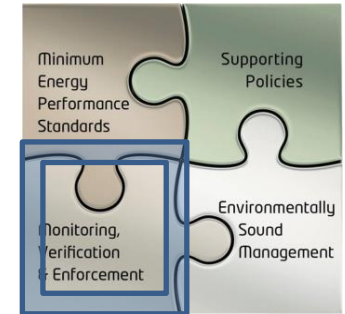 Minimum
Energy
Performance
Standards
Supporting
Policies
Monitoring,
Verification
& Enforcement
Environmentally
Sound
Management